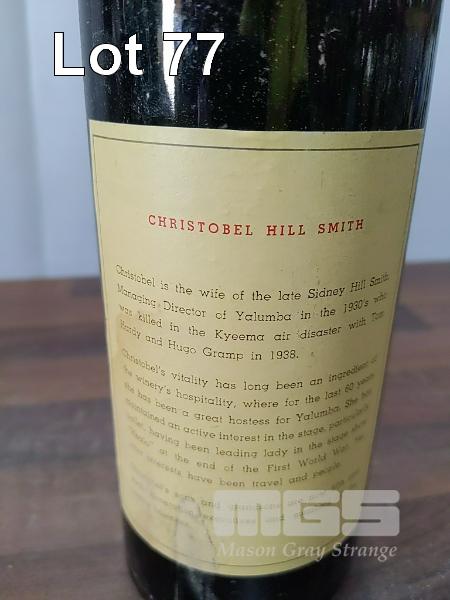 Lot 77
CHRISTOBEL HILL SMITH
Christobel is the wife of the late Sidney Hill Smith,
Managing Director of Yalumba in the 1930's who
was killed in the Kyeema air disaster with Tom
Hardy and Hugo Gramp in 1938.
Christobel's vitality has long been an ingredient of
the winery's hospitality, where for the last 60 years
she has been a great hostess for Yalumba. She has
maintained an active interest in the stage, particularly
having been leading lady in the stage show
at the end of the First World War.
interests have been travel and people.
sons and grandsons
MGS
Mason Gray Strange